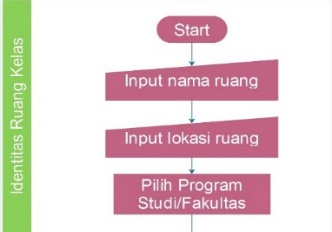 Identitas Ruang Kelas
Start
Input nama ruang
Input lokasi ruang
Pilih Program
Studi/Fakultas